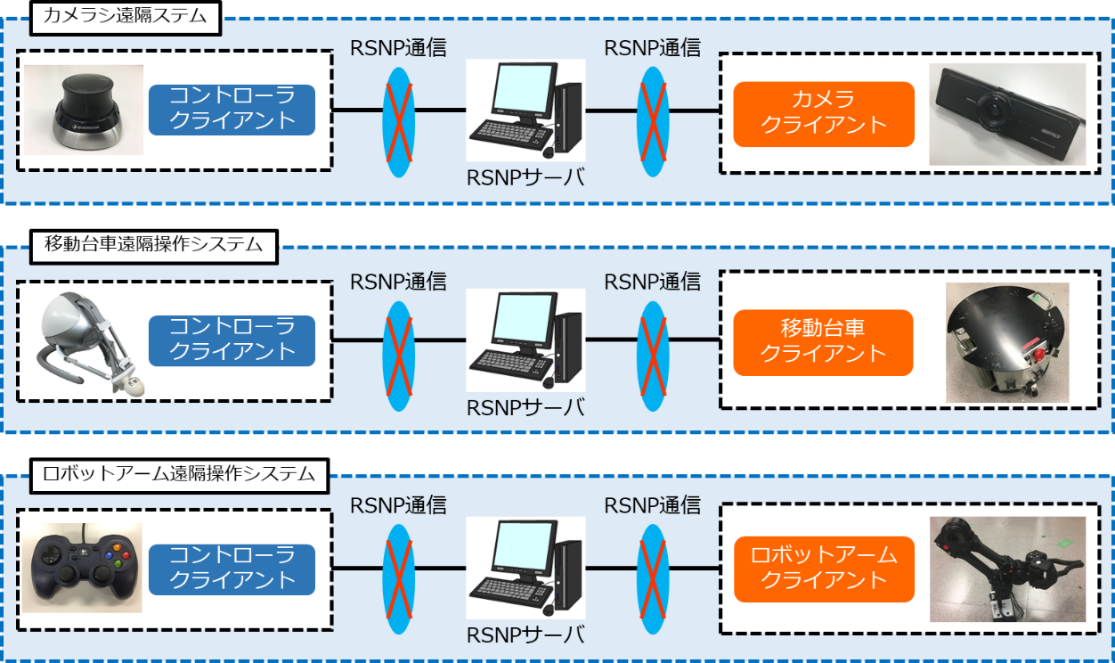 カメラシ遠隔ステム
RSNP通信
RSNP通信
コントローラ
クライアント
カメラ
クライアント
RSNPサーバ
移動台車遠隔操作システム
RSNP通信
RSNP通信
コントローラ
クライアント
移動台車
クライアント
RSNPサーバ
ロボットアーム遠隔操作システム
RSNP通信
RSNP通信
コントローラ
クライアント
ロボットアーム
クライアント
RSNPサーバ